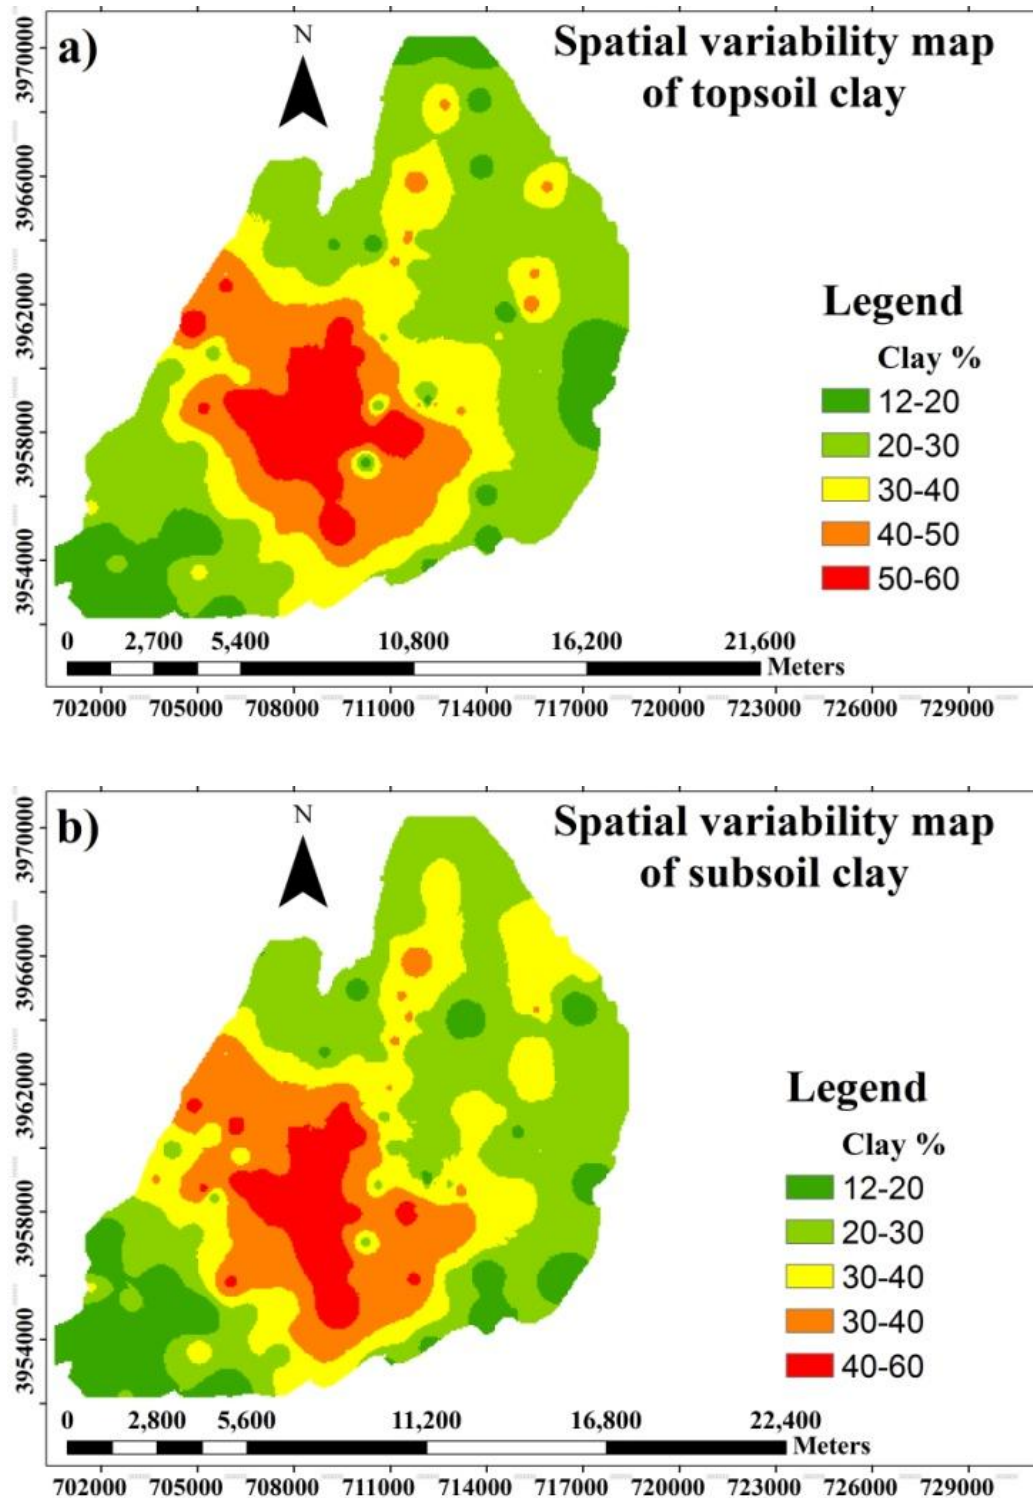 a)
N
Spatial variability map
of topsoil clay
3970000
3966000
3962000
3958000
3954000
Legend
Clay %
12-20
20-30
30-40
40-50
50-60
0 2,700 5,400 10,800 16,200 21,600
Meters
702000 705000 708000 711000 714000 717000 720000 723000 726000 729000
b)
N
Spatial variability map
of subsoil clay
3970000
3966000
3962000
3958000
3954000
Legend
Clay %
12-20
20-30
30-40
30-40
40-60
0 2,800 5,600 11,200 16,800 22,400
Meters
702000 705000 708000 711000 714000 717000 720000 723000 726000 729000